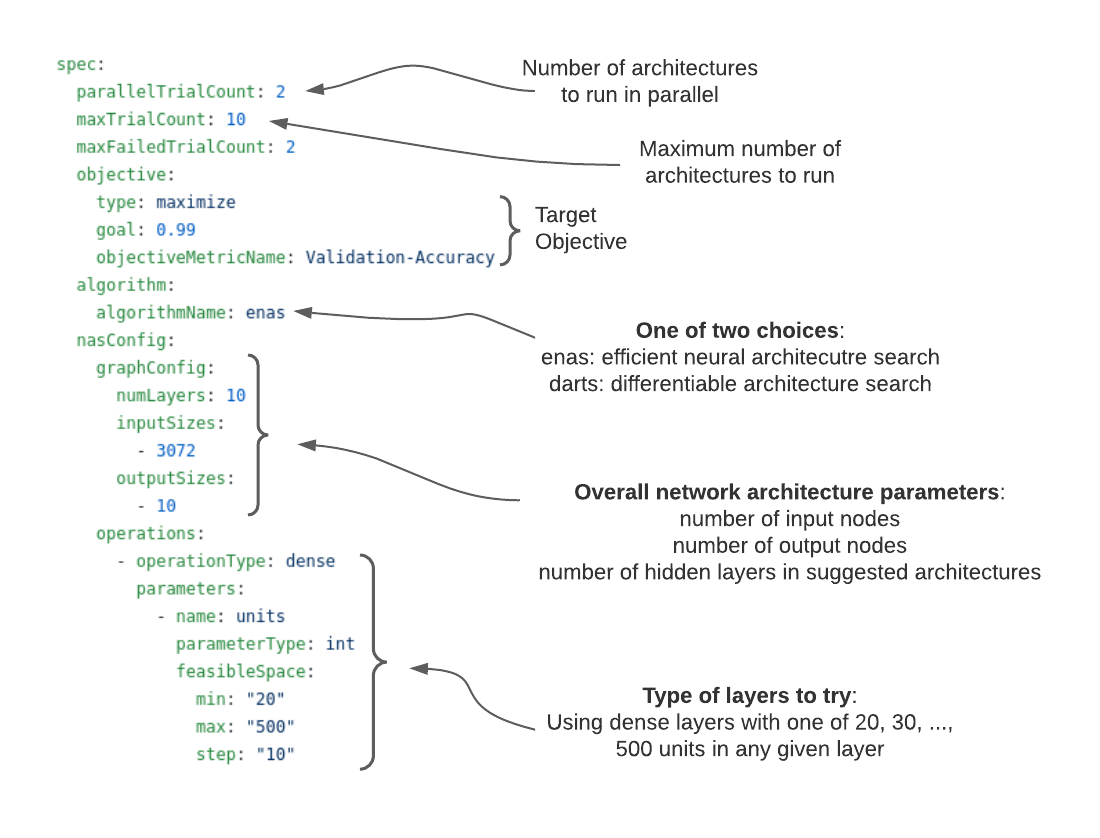 spec:
  parallelTrialCount: 2
  maxTrialCount: 10
  maxFailedTrialCount: 2
  objective:
    type: maximize
    goal: 0.99
    objectiveMetricName: Validation-Accuracy
  algorithm:
    algorithmName: enas
  nasConfig:
    graphConfig:
      numLayers: 10
      inputSizes:
        - 3072
      outputSizes:
        - 10
    operations:
      - operationType: dense
        parameters:
          - name: units
            parameterType: int
            feasibleSpace:
              min: "20"
              max: "500"
              step: "10"
Number of architectures
to run in parallel
Maximum number of
architectures to run
Target
Objective
One of two choices:
enas: efficient neural architecutre search
darts: differentiable architecture search
Overall network architecture parameters:
number of input nodes
number of output nodes
number of hidden layers in suggested architectures
Type of layers to try:
Using dense layers with one of 20, 30, ...,
500 units in any given layer